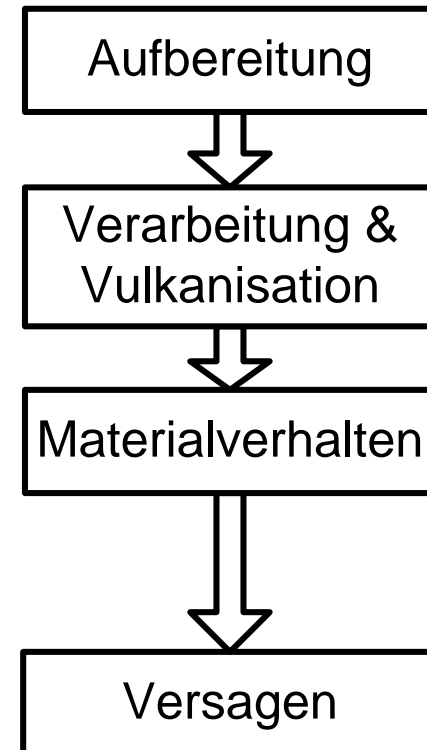 Aufbereitung
Verarbeitung &
Vulkanisation
Materialverhalten
Versagen